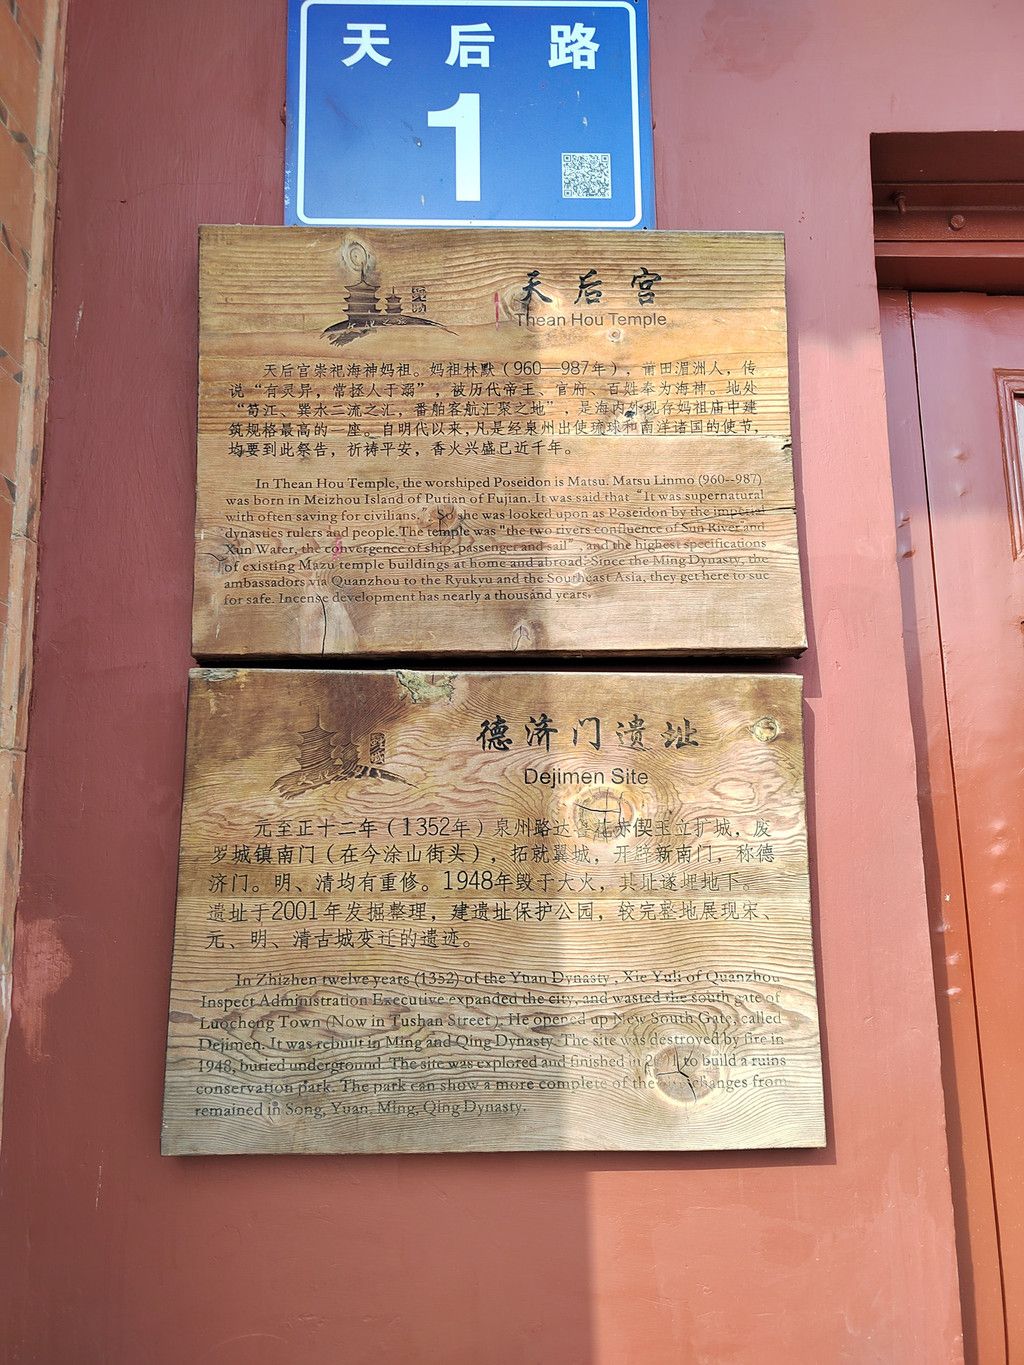 天后路
1
天后宫
Thean Hou Temple
天后宫崇祀海神妈祖。妈祖林默（960—987年），莆田湄洲人，传
说“有灵异，常拯人于溺”，被历代帝王、官府、百姓奉为海神。地处
“筍江、巽水二流之汇，番舶客航汇聚之地”，是海内外现存妈祖庙中建
筑规格最高的一座。自明代以来,凡是经泉州出使琉球和南洋诸国的使节,
均要到此祭告，祈祷平安，香火兴盛已近千年。
In Thean Hou Temple, the worshiped Poseidon is Matsu. Matsu Linmo (960--987)
was born in Meizhou Island of Putian of Fujian. It was said that "It was supernatural
with often saving for civilians." So she was looked upon as Poseidon by the imperial
dynasties rulers and people.The temple was "the two rivers confluence of Sun River and
Xun Water, the convergence of ship, passenger and sail", and the highest specifications
of existing Mazu temple buildings at home and abroad. Since the Ming Dynasty, the
ambassadors via Quanzhou to the Ryukyu and the Southeast Asia, they get here to sue
for safe. Incense development has nearly a thousand years.
德济门遗址
Dejimen Site
元至正十二年（1352年）泉州路达鲁花赤偰玉立扩城，废
罗城镇南门（在今涂山街头），拓就翼城，开辟新南门，称德
济门。明、清均有重修。1948年毁于大火，其址遂埋地下。
遗址于2001年发掘整理，建遗址保护公园，较完整地展现宋、
元、明、清古城变迁的遗迹。
In Zhizhen twelve years (1352) of the Yuan Dynasty, Xie Yuli of Quanzhou
Inspect Administration Executive expanded the city, and wasted the south gate of
Luocheng Town (Now in Tushan Street). He opened up New South Gate, called
Dejimen. It was rebuilt in Ming and Qing Dynasty. The site was destroyed by fire in
1948, buried underground. The site was explored and finished in to build a ruins
conservation park. The park can show a more complete of the changes from
remained in Song, Yuan, Ming, Qing Dynasty.